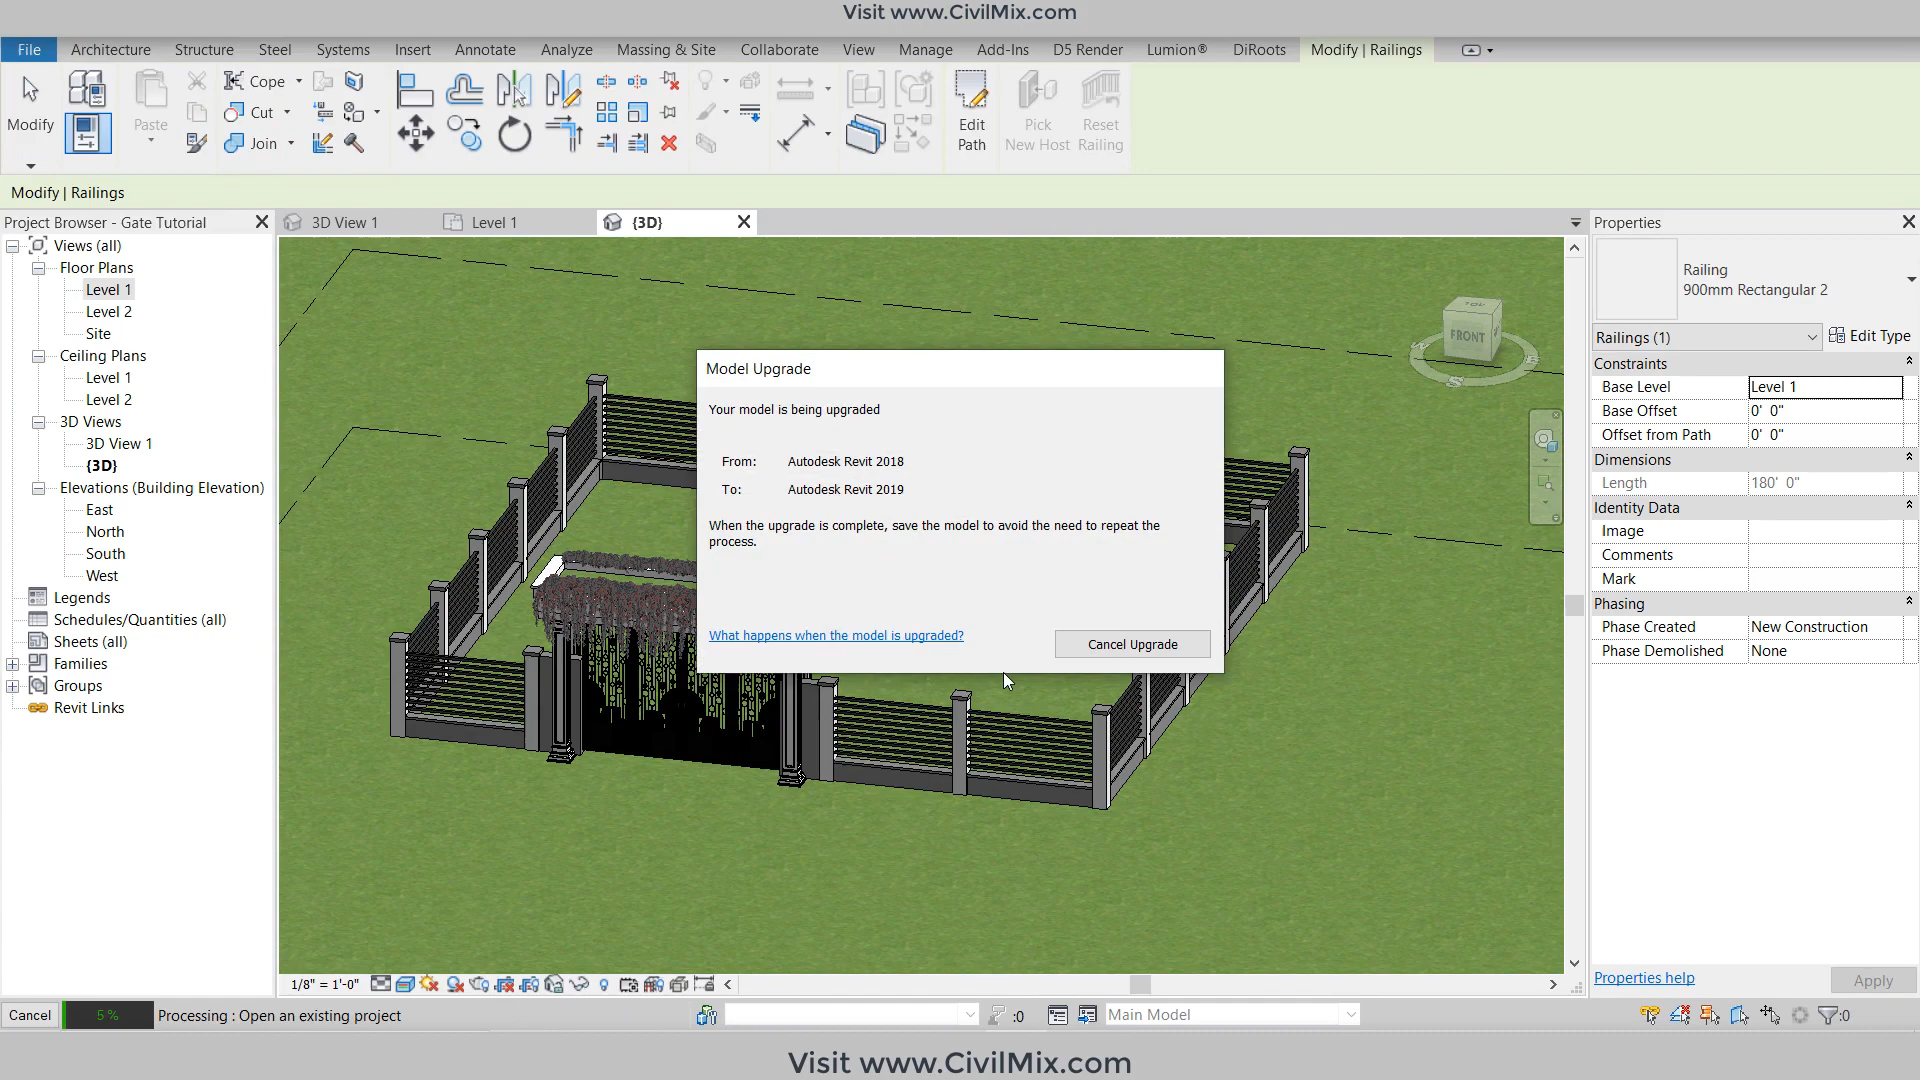 Visit www.CivilMix.com
File Architecture Structure Steel Systems Insert Annotate Analyze Massing & Site Collaborate View Manage Add-Ins D5 Render Lumion® DiRoots Modify | Railings
Modify
Paste
Cope
Cut
Join
Edit Path
Pick New Host
Reset Railing
Modify | Railings
Project Browser - Gate Tutorial
3D View 1
Level 1
{3D}
Properties
Views (all)
Floor Plans
Level 1
Level 2
Site
Ceiling Plans
Level 1
Level 2
3D Views
3D View 1
{3D}
Elevations (Building Elevation)
East
North
South
West
Legends
Schedules/Quantities (all)
Sheets (all)
Families
Groups
Revit Links
TOP
FRONT
W
S
E
Model Upgrade
Your model is being upgraded
From: Autodesk Revit 2018
To: Autodesk Revit 2019
When the upgrade is complete, save the model to avoid the need to repeat the
process.
What happens when the model is upgraded?
Cancel Upgrade
Railing
900mm Rectangular 2
Railings (1)
Edit Type
Constraints
Base Level Level 1
Base Offset 0' 0"
Offset from Path 0' 0"
Dimensions
Length 180' 0"
Identity Data
Image
Comments
Mark
Phasing
Phase Created New Construction
Phase Demolished None
Properties help
Apply
1/8" = 1'-0"
Cancel 5 % Processing : Open an existing project
:0
Main Model
:0
Visit www.CivilMix.com